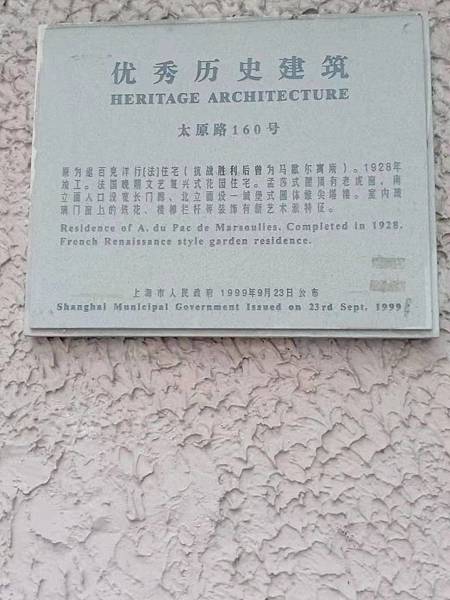 优秀历史建筑
HERITAGE ARCHITECTURE
太原路160号
原为迪百克洋行[法]住宅（抗战胜利后曾为马歇尔寓所）。1928年
竣工。法国晚期文艺复兴式花园住宅。孟莎式屋顶有老虎窗，南
立面入口设宽长门廊，北立面设一城堡式圆体锥尖塔楼。室内玻
璃门窗上的纸花、楼梯栏杆等装饰有新艺术派特征。
Residence of A. du Pac de Marsoulies. Completed in 1928.
French Renaissance style garden residence.
上海市人民政府 1999年9月23日公布
Shanghai Municipal Government Issued on 23rd Sept. 1999